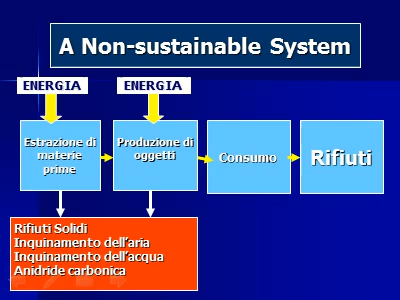 A Non-sustainable System
ENERGIA
ENERGIA
Estrazione di
materie
prime
Produzione di
oggetti
Consumo
Rifiuti
Rifiuti Solidi
Inquinamento dell'aria
Inquinamento dell'acqua
Anidride carbonica